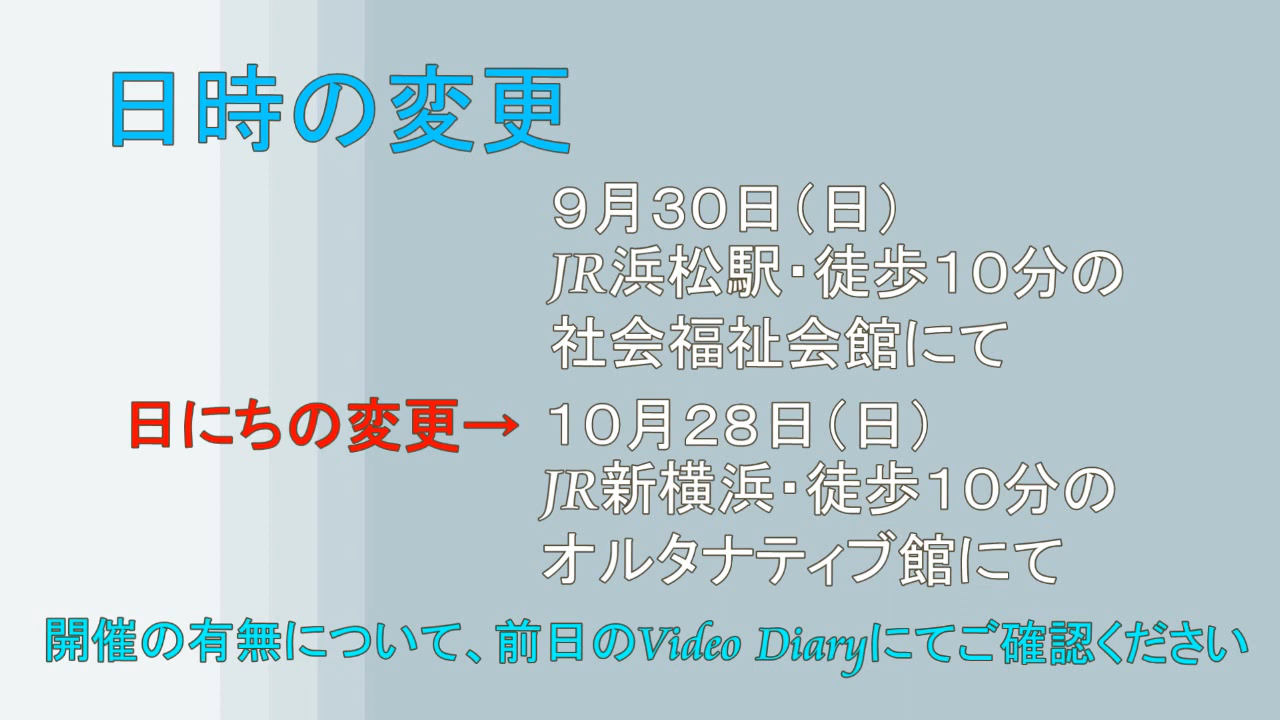 日時の変更
９月３０日（日）
JR浜松駅・徒歩１０分の
社会福祉会館にて
日にちの変更→ １０月２８日（日）
JR新横浜・徒歩１０分の
オルタナティブ館にて
開催の有無について、前日のVideo Diaryにてご確認ください